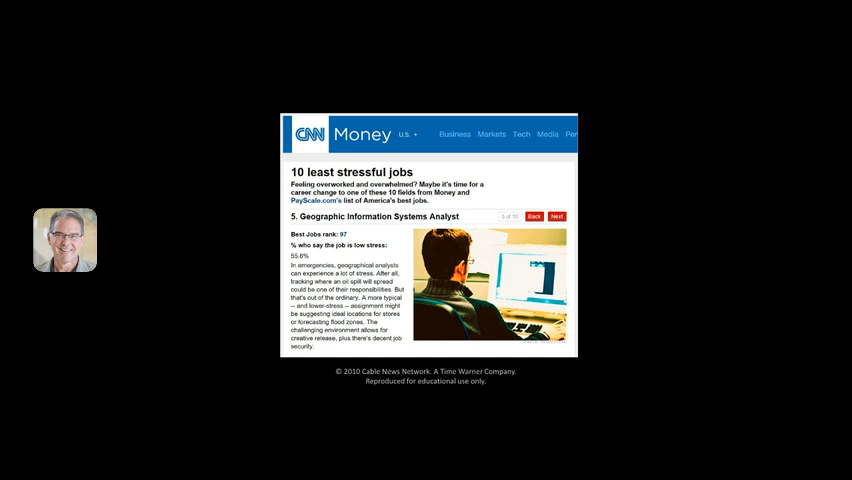 CNN Money U.S. + Business Markets Tech Media Per
10 least stressful jobs
Feeling overworked and overwhelmed? Maybe it's time for a
career change to one of these 10 fields from Money and
PayScale.com's list of America's best jobs.
5. Geographic Information Systems Analyst 5 of 10 Back Next
Best Jobs rank: 97
% who say the job is low stress:
55.6%
In emergencies, geographical analysts
can experience a lot of stress. After all,
tracking where an oil spill will spread
could be one of their responsibilities. But
that's out of the ordinary. A more typical
-- and lower-stress -- assignment might
be suggesting ideal locations for stores
or forecasting flood zones. The
challenging environment allows for
creative release, plus there's decent job
security.
© 2010 Cable News Network. A Time Warner Company.
Reproduced for educational use only.